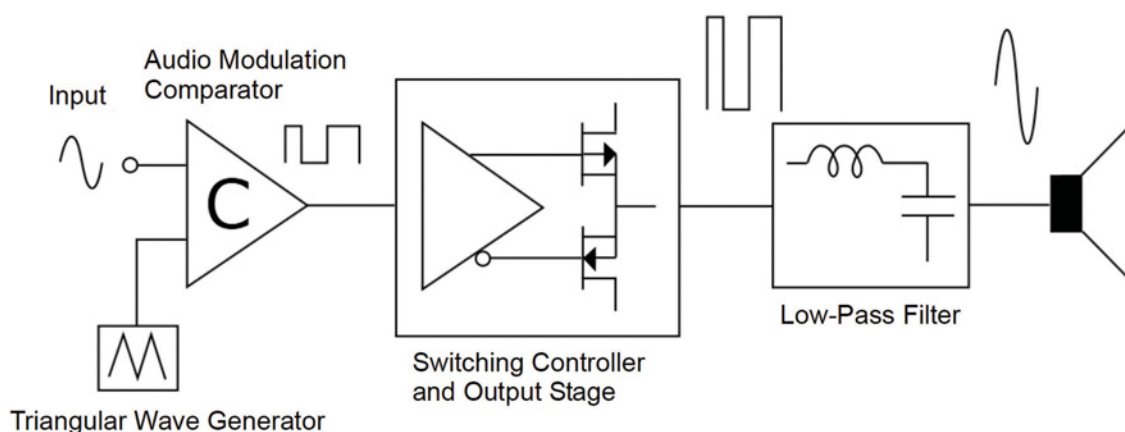 Audio Modulation
Comparator
Input
C
Switching Controller
and Output Stage
Low-Pass Filter
Triangular Wave Generator